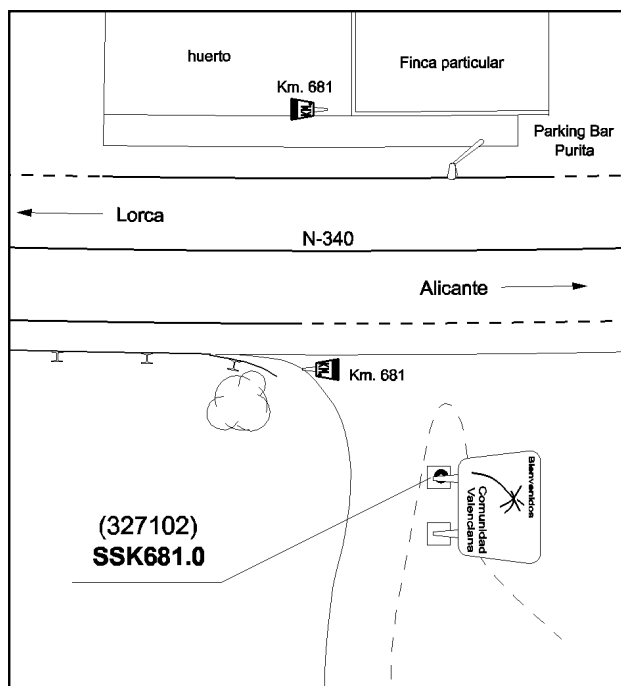 huerto
Finca particular
Km. 681
Parking Bar
Purita
Lorca
N-340
Alicante
Km. 681
Bienvenidos
Comunidad
Valenciana
(327102)
SSK681.0